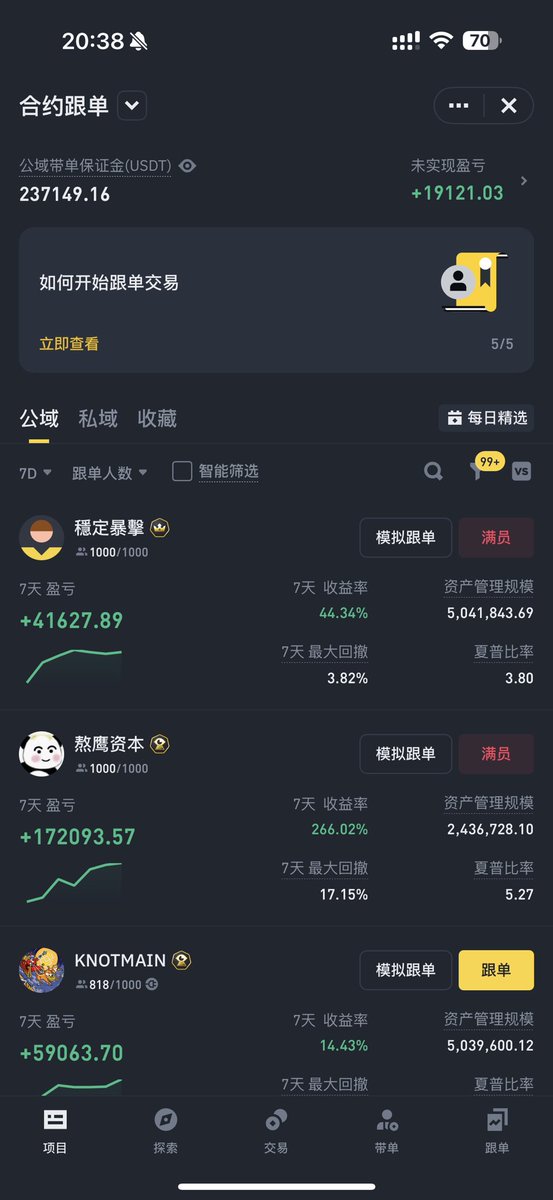 20:38
70
合约跟单
公域带单保证金(USDT)
未实现盈亏
237149.16
+19121.03
如何开始跟单交易
立即查看
5/5
公域 私域 收藏
每日精选
7D 跟单人数 智能筛选
99+
VS
穩定暴擊
1000/1000
模拟跟单
满员
7天 盈亏
7天 收益率
资产管理规模
+41627.89
44.34%
5,041,843.69
7天 最大回撤
夏普比率
3.82%
3.80
熬鹰资本
1000/1000
模拟跟单
满员
7天 盈亏
7天 收益率
资产管理规模
+172093.57
266.02%
2,436,728.10
7天 最大回撤
夏普比率
17.15%
5.27
KNOTMAIN
818/1000
模拟跟单
跟单
7天 盈亏
7天 收益率
资产管理规模
+59063.70
14.43%
5,039,600.12
7天 最大回撤
夏普比率
项目
探索
交易
带单
跟单